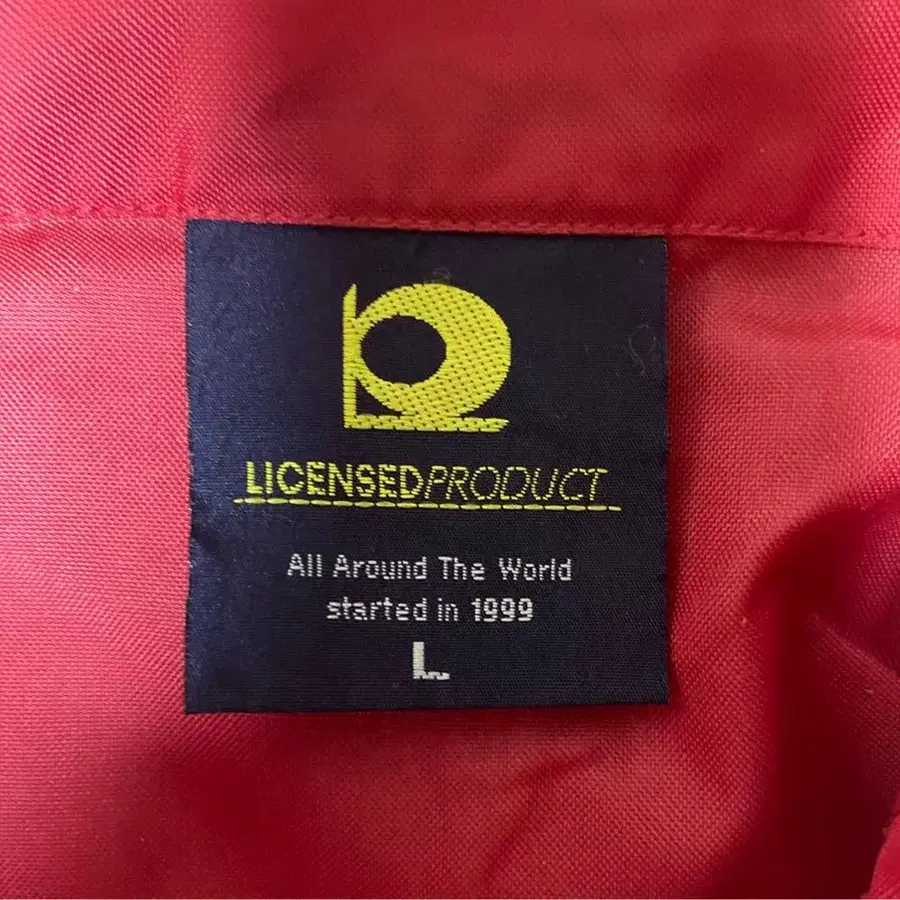 LICENSEDPRODUCT
All Around The World
started in 1999
L